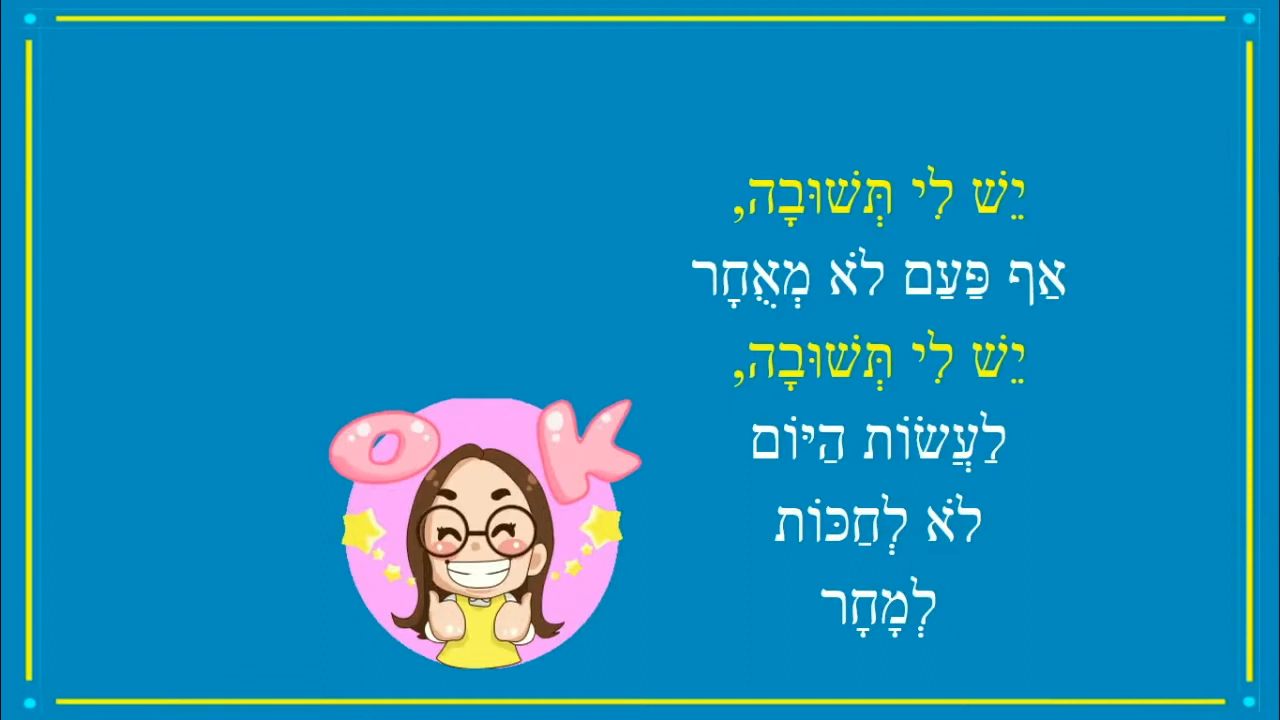 יֵשׁ לִי תְּשׁוּבָה,
אַף פַּעַם לֹא מְאֻחָר
יֵשׁ לִי תְּשׁוּבָה,
לַעֲשׂוֹת הַיּוֹם
לֹא לְחַכּוֹת
לְמָחָר
OK